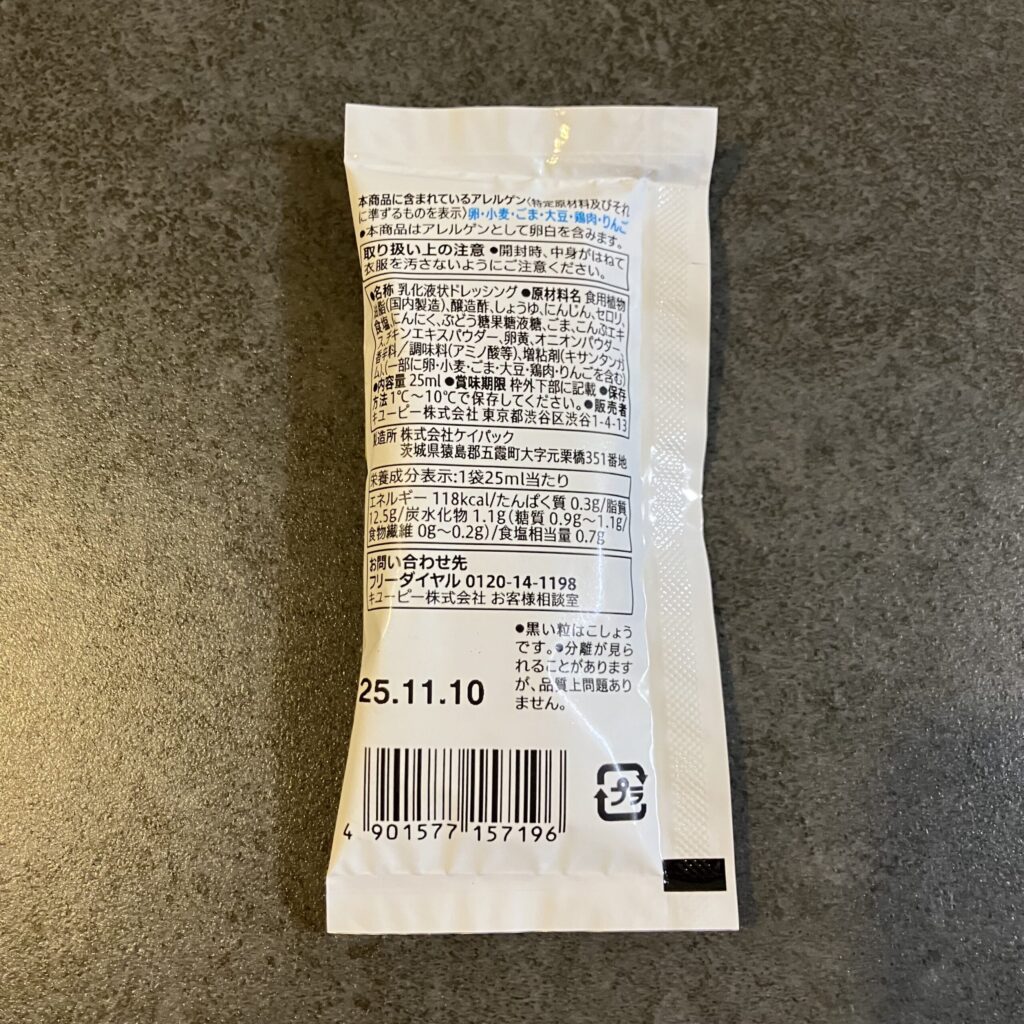 本商品に含まれているアレルゲン(特定原材料及びそれ
に準ずるものを表示)卵・小麦・ごま・大豆・鶏肉・りんご
●本商品はアレルゲンとして卵白を含みます。
取り扱い上の注意 ●開封時、中身がはねて
衣服を汚さないようにご注意ください。
●名称 乳化液状ドレッシング ●原材料名 食用植物
油脂(国内製造)、醸造酢、しょうゆ、にんじん、セロリ、
食塩、にんにく、ぶどう糖果糖液糖、ごま、こんぶエキ
ス、チキンエキスパウダー、卵黄、オニオンパウダー、
香辛料/調味料(アミノ酸等)、増粘剤(キサンタンガ
ム)、(一部に卵・小麦・ごま・大豆・鶏肉・りんごを含む)
●内容量 25ml ●賞味期限 枠外下部に記載 ●保存
方法 1℃~10℃で保存してください。●販売者
キユーピー株式会社 東京都渋谷区渋谷1-4-13
製造所 株式会社ケイパック
茨城県猿島郡五霞町大字元栗橋351番地
栄養成分表示:1袋25ml当たり
エネルギー 118kcal/たんぱく質 0.3g/脂質
12.5g/炭水化物 1.1g(糖質 0.9g~1.1g/
食物繊維 0g~0.2g)/食塩相当量 0.7g
お問い合わせ先
フリーダイヤル 0120-14-1198
キユーピー株式会社 お客様相談室
●黒い粒はこしょう
です。●分離が見ら
れることがあります
が、品質上問題あり
ません。
25.11.10
4 901577 157196
プラ